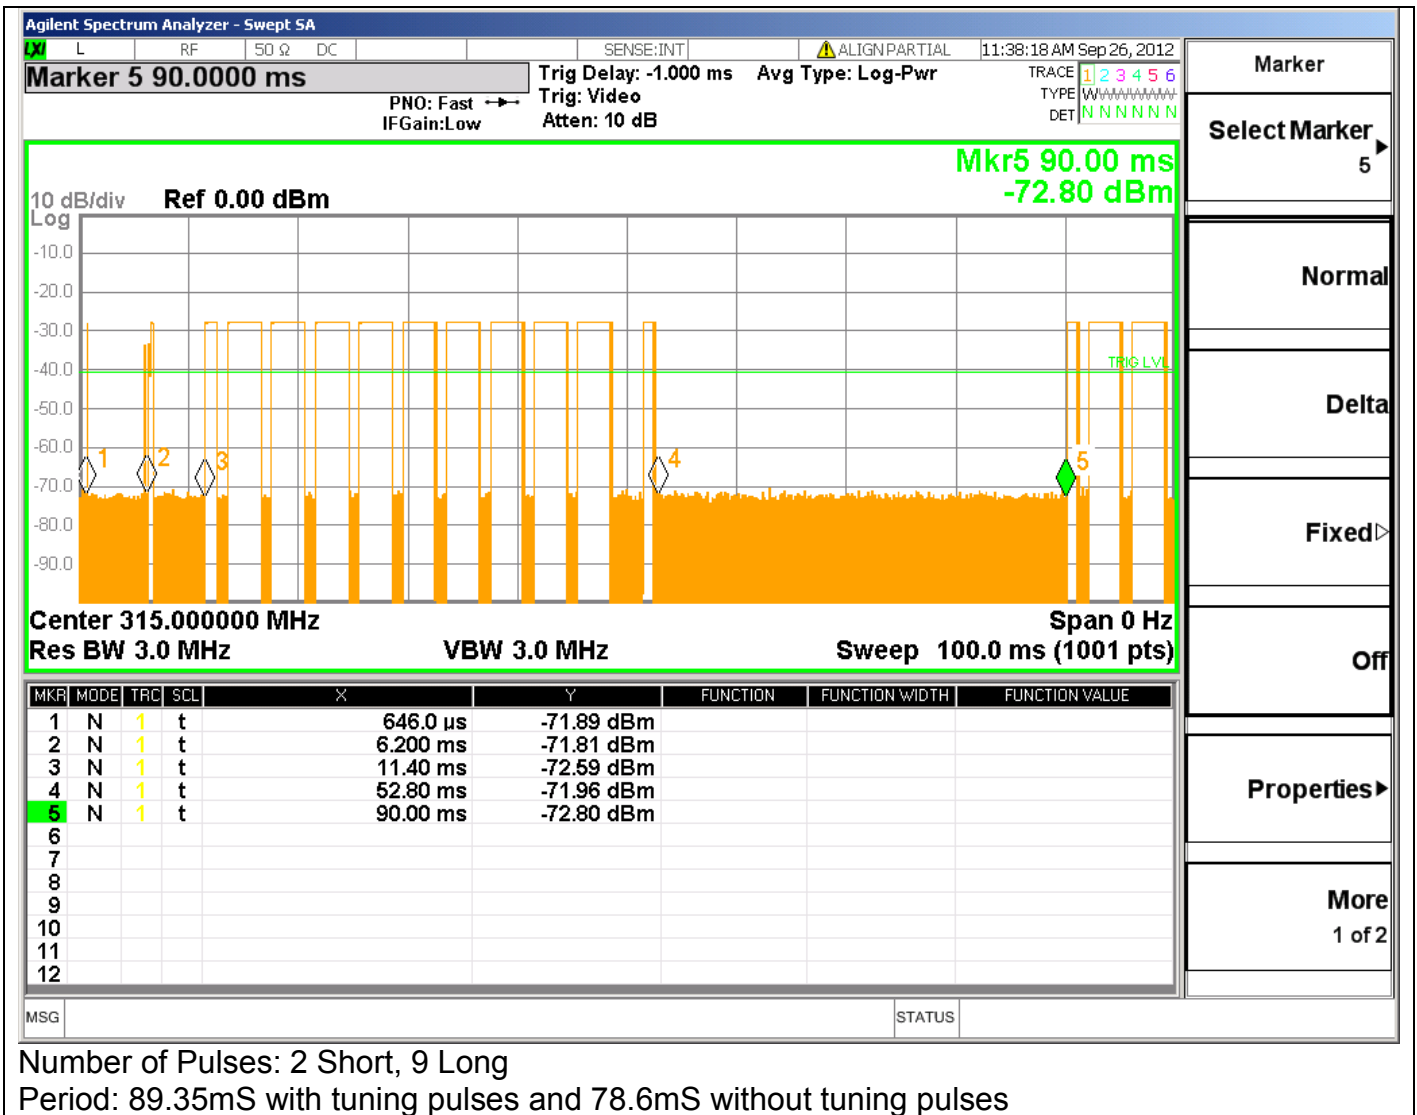 Agilent Spectrum Analyzer - Swept SA
LXI L RF 50 Ω DC SENSE:INT ALIGN PARTIAL 11:38:18 AM Sep 26, 2012
Marker 5 90.0000 ms
PNO: Fast
IFGain:Low
Trig Delay: -1.000 ms
Trig: Video
Atten: 10 dB
Avg Type: Log-Pwr
TRACE 1 2 3 4 5 6
TYPE WWWWWW
DET N N N N N N
Mkr5 90.00 ms
-72.80 dBm
10 dB/div Ref 0.00 dBm
Log
-10.0
-20.0
-30.0
-40.0
-50.0
-60.0
-70.0
-80.0
-90.0
TRIG LVL
1 2 3 4 5
Center 315.000000 MHz Span 0 Hz
Res BW 3.0 MHz VBW 3.0 MHz Sweep 100.0 ms (1001 pts)
MKR MODE TRC SCL X Y FUNCTION FUNCTION WIDTH FUNCTION VALUE
1 N 1 t 646.0 µs -71.89 dBm
2 N 1 t 6.200 ms -71.81 dBm
3 N 1 t 11.40 ms -72.59 dBm
4 N 1 t 52.80 ms -71.96 dBm
5 N 1 t 90.00 ms -72.80 dBm
6
7
8
9
10
11
12
MSG STATUS
Marker
Select Marker
5
Normal
Delta
Fixed
Off
Properties
More
1 of 2
Number of Pulses: 2 Short, 9 Long
Period: 89.35mS with tuning pulses and 78.6mS without tuning pulses